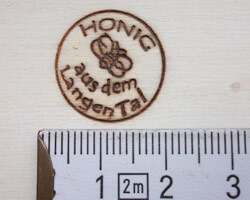 HONIG
aus dem
Langen Tal
1 2m 2 3